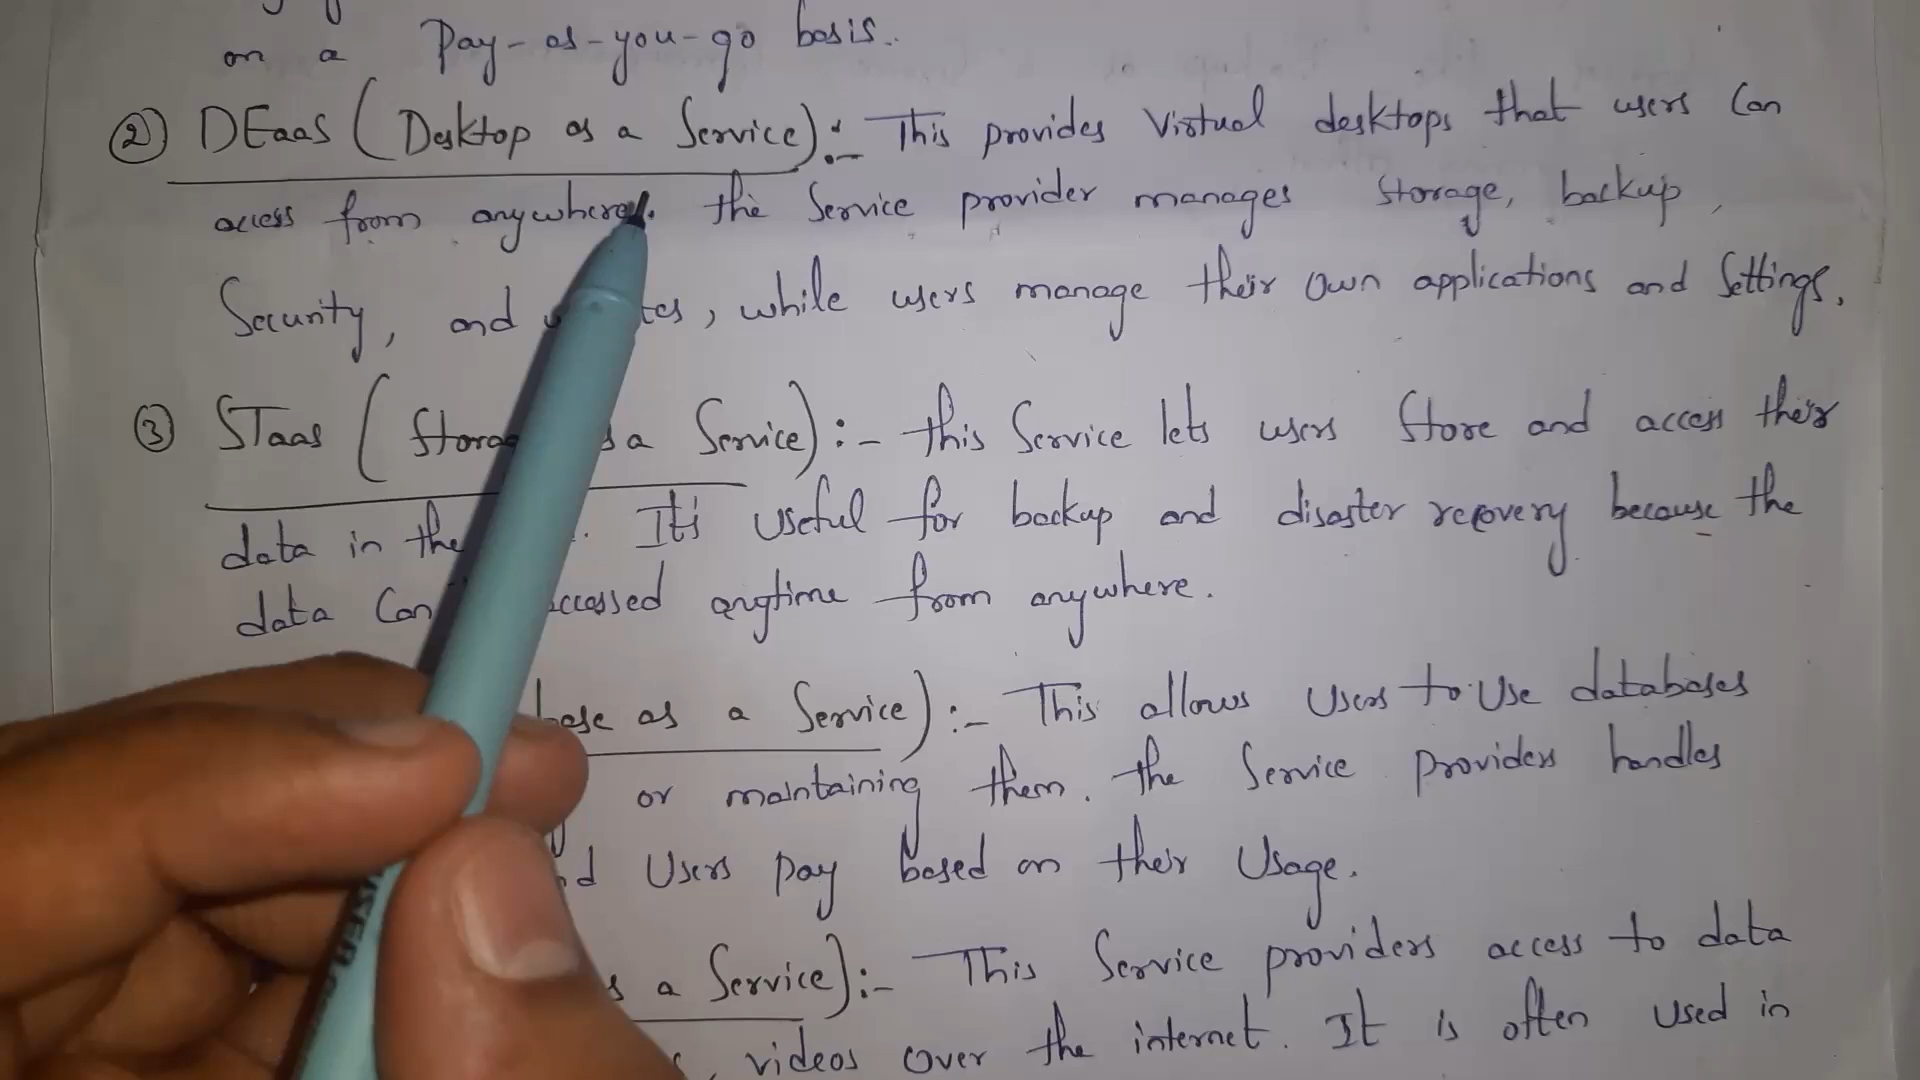 on a Pay-as-you-go basis.
② DEaas (Desktop as a Service):- This provides Virtual desktops that users Can
access from anywhere. the Service provider manages Storage, backup,
Security, and , while users manage their own applications and Settings.
③ STaas ( a Service):- this Service lets users Store and access their
data in the . It's useful for backup and disaster recovery because the
data Can anytime from anywhere.
as a Service):- This allows Users to Use databases
or maintaining them. the Service Providers handles
Users pay based on their Usage.
a Service):- This Service providers access to data
, videos over the internet. It is often used in